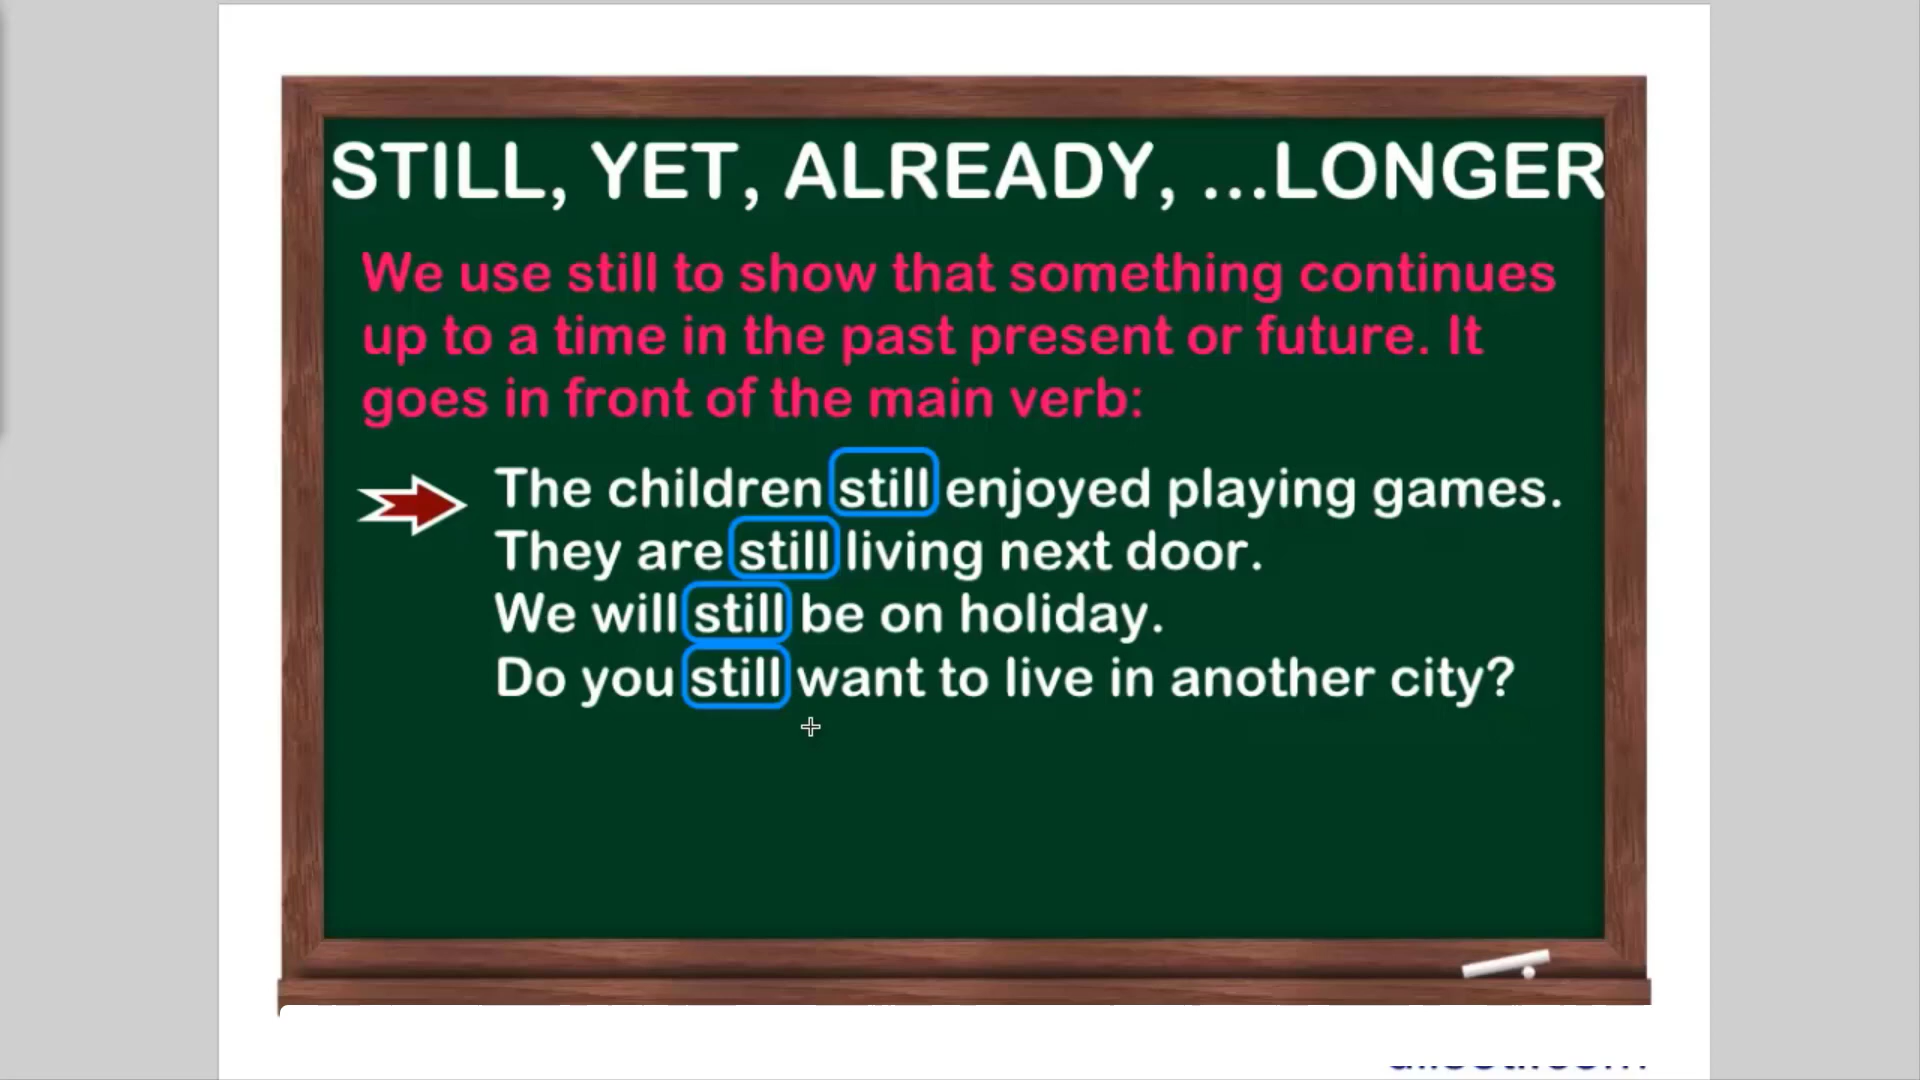 STILL, YET, ALREADY, ...LONGER
We use still to show that something continues
up to a time in the past present or future. It
goes in front of the main verb:
The children still enjoyed playing games.
They are still living next door.
We will still be on holiday.
Do you still want to live in another city?